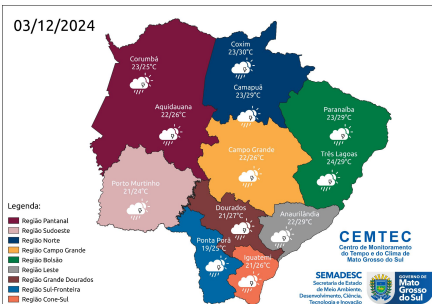 03/12/2024
Coxim
23/30°C
Corumbá
23/25°C
Camapuã
23/29°C
Aquidauana
22/26°C
Paranaíba
23/29°C
Três Lagoas
24/29°C
Campo Grande
22/26°C
Porto Murtinho
21/24°C
Dourados
21/27°C
Anaurilândia
22/29°C
Ponta Porã
19/25°C
Iguatemi
21/26°C
Legenda:
Região Pantanal
Região Sudoeste
Região Norte
Região Campo Grande
Região Bolsão
Região Leste
Região Grande Dourados
Região Sul-Fronteira
Região Cone-Sul
CEMTEC
Centro de Monitoramento
do Tempo e do Clima de
Mato Grosso do Sul
SEMADESC
Secretaria de Estado
de Meio Ambiente,
Desenvolvimento, Ciência,
Tecnologia e Inovação
GOVERNO DE
Mato
Grosso
do Sul